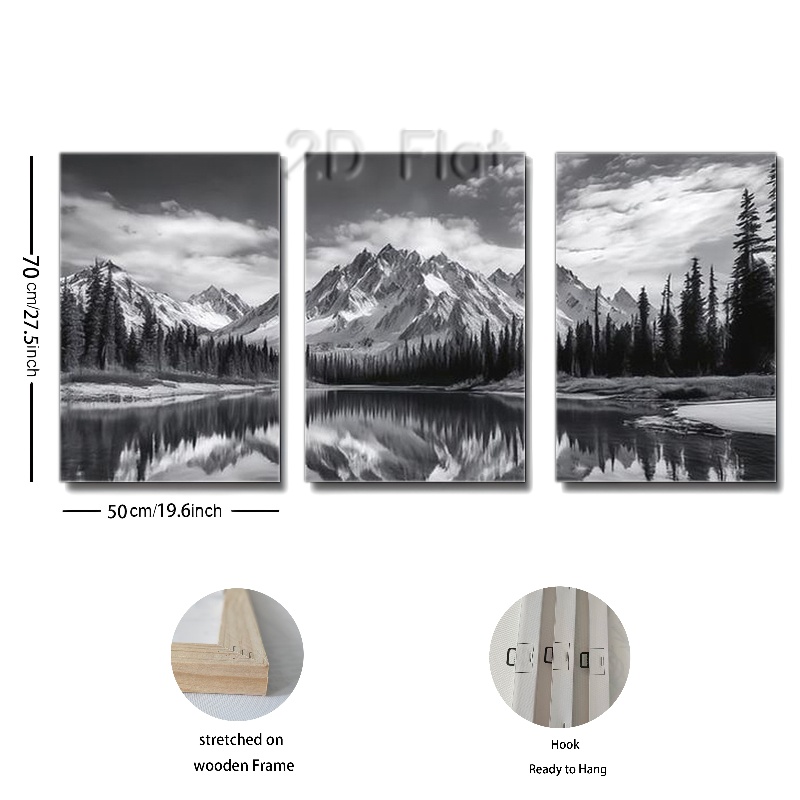 2D Flat
70 cm/27.5inch
50 cm/19.6inch
stretched on
wooden Frame
Hook
Ready to Hang